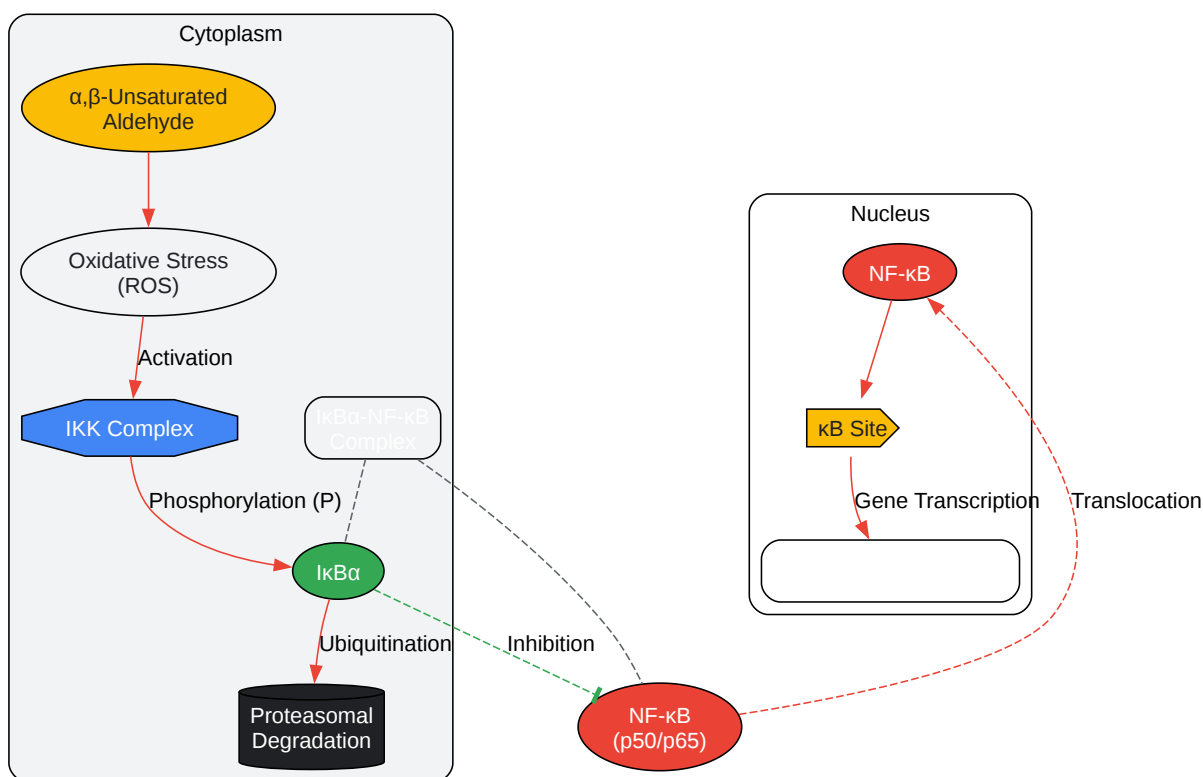 Cytoplasm
α,β-Unsaturated
Aldehyde
Oxidative Stress
(ROS)
Activation
IKK Complex
IκBα-NF-κB
Complex
Phosphorylation (P)
IκBα
Ubiquitination
Inhibition
Proteasomal
Degradation
NF-κB
(p50/p65)
Nucleus
NF-κB
κB Site
Gene Transcription
Translocation